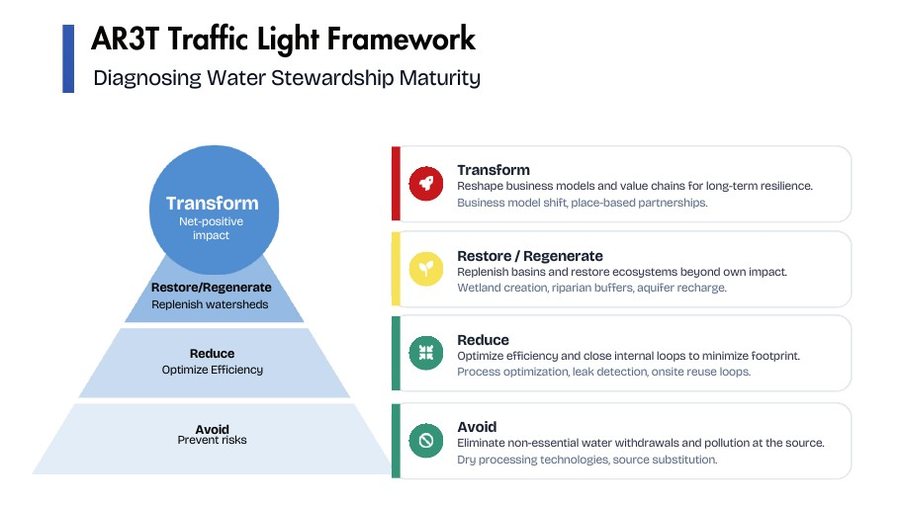 AR3T Traffic Light Framework
Diagnosing Water Stewardship Maturity
Transform
Net-positive
impact
Restore/Regenerate
Replenish watersheds
Reduce
Optimize Efficiency
Avoid
Prevent risks
Transform
Reshape business models and value chains for long-term resilience.
Business model shift, place-based partnerships.
Restore / Regenerate
Replenish basins and restore ecosystems beyond own impact.
Wetland creation, riparian buffers, aquifer recharge.
Reduce
Optimize efficiency and close internal loops to minimize footprint.
Process optimization, leak detection, onsite reuse loops.
Avoid
Eliminate non-essential water withdrawals and pollution at the source.
Dry processing technologies, source substitution.